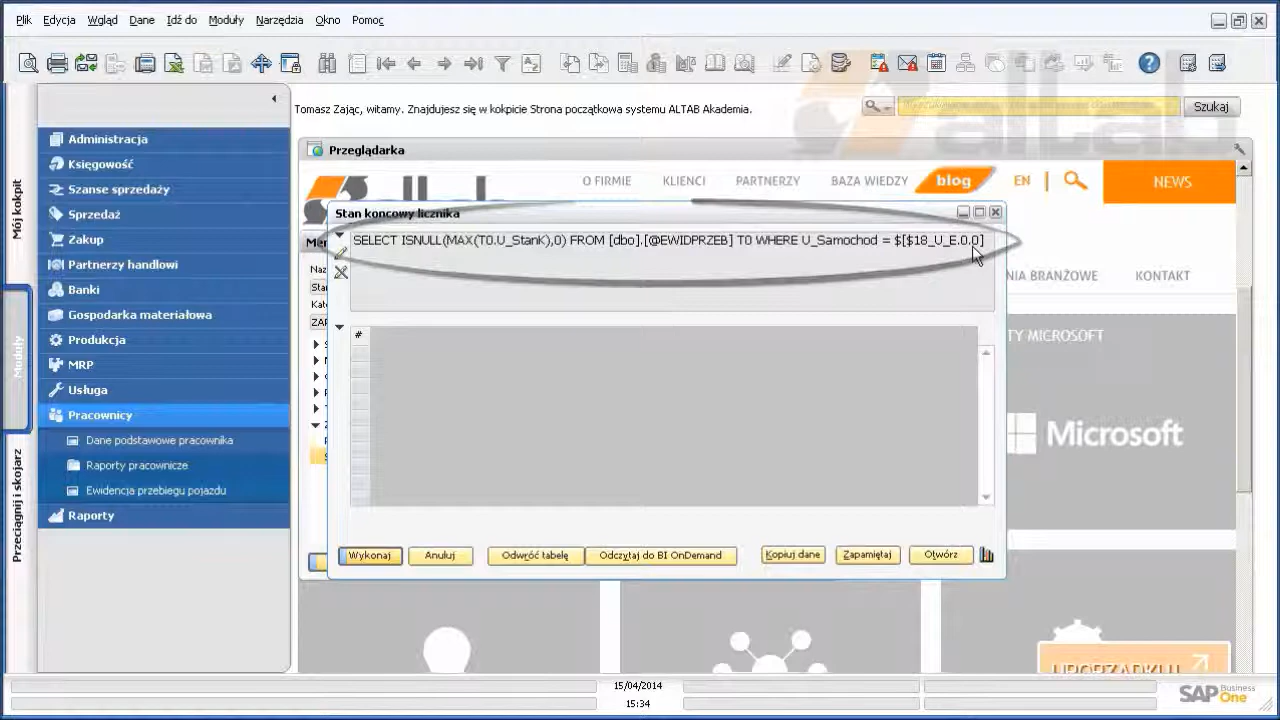 Plik Edycja Wgląd Dane Idź do Moduły Narzędzia Okno Pomoc
Tomasz Zając, witamy. Znajdujesz się w kokpicie Strona początkowa systemu ALTAB Akademia.
Szukaj
altab
Mój kokpit
Moduły
Przeciągnij i skojarz
Administracja
Księgowość
Szanse sprzedaży
Sprzedaż
Zakup
Partnerzy handlowi
Banki
Gospodarka materiałowa
Produkcja
MRP
Usługa
Pracownicy
Dane podstawowe pracownika
Raporty pracownicze
Ewidencja przebiegu pojazdu
Raporty
Przeglądarka
O FIRMIE KLIENCI PARTNERZY BAZA WIEDZY blog EN NEWS
Stan końcowy licznika
SELECT ISNULL(MAX(T0.U_StanK),0) FROM [dbo].[@EWIDPRZEB] T0 WHERE U_Samochod = $[$18_U_E.0.0]
NIA BRANŻOWE KONTAKT
#
TY MICROSOFT
Microsoft
Wykonaj Anuluj Odwróć tabelę Odczytaj do BI OnDemand Kopiuj dane Zapamiętaj Otwórz
UPORZĄDKUJ
15/04/2014
15:34
SAP Business One